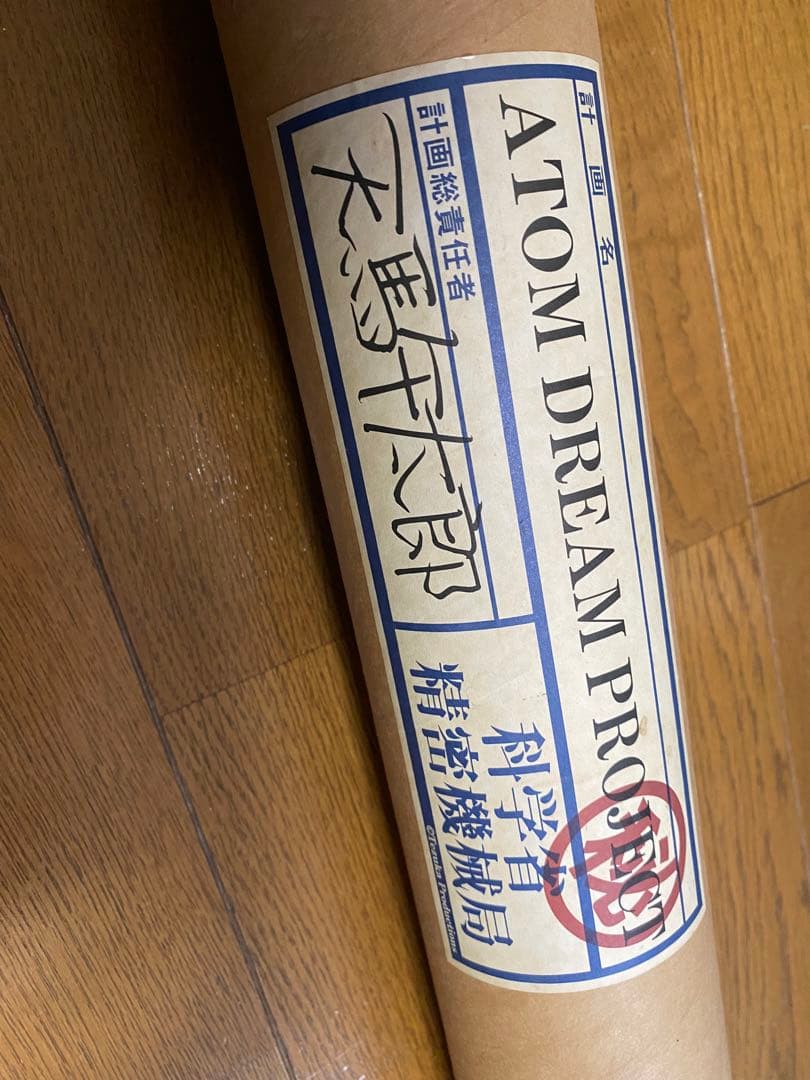 計画名
ATOM DREAM PROJECT
計画総責任者
天馬午太郎
科学省
精密機械局
祝
©Tezuka Productions